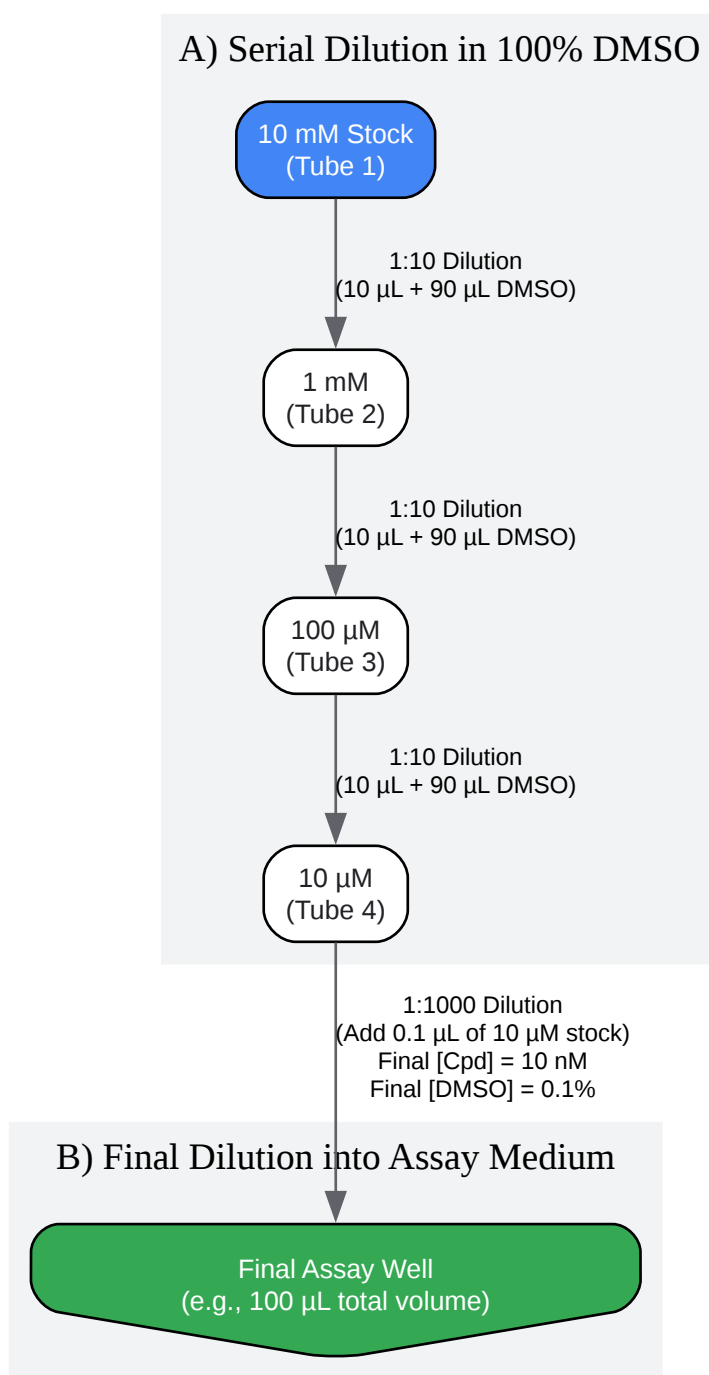 A) Serial Dilution in 100% DMSO
10 mM Stock
(Tube 1)
1:10 Dilution
(10 µL + 90 µL DMSO)
1 mM
(Tube 2)
1:10 Dilution
(10 µL + 90 µL DMSO)
100 µM
(Tube 3)
1:10 Dilution
(10 µL + 90 µL DMSO)
10 µM
(Tube 4)
1:1000 Dilution
(Add 0.1 µL of 10 µM stock)
Final [Cpd] = 10 nM
Final [DMSO] = 0.1%
B) Final Dilution into Assay Medium
Final Assay Well
(e.g., 100 µL total volume)